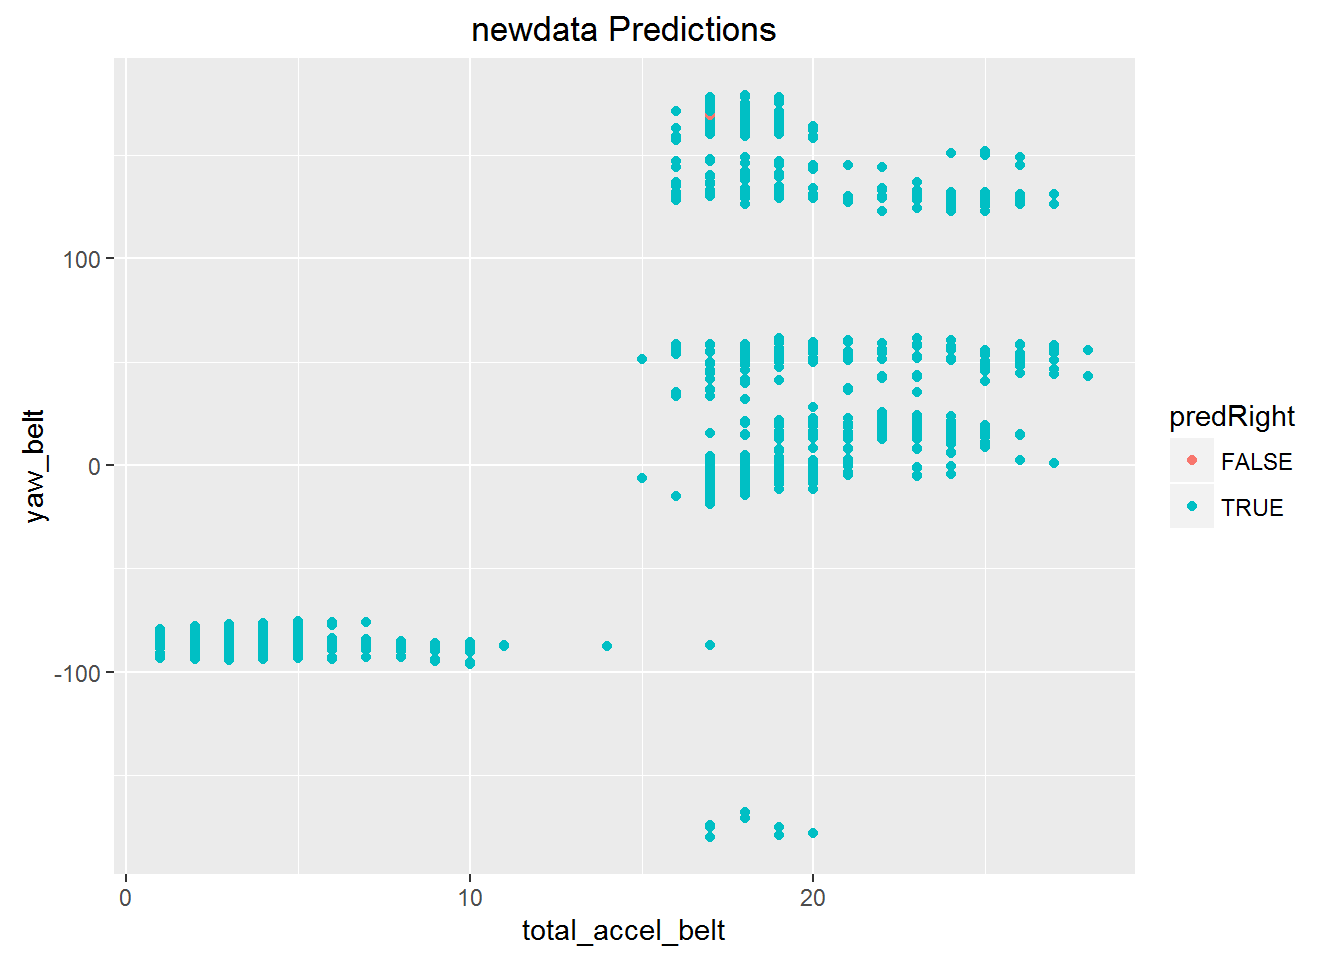 newdata Predictions
yaw_belt
100
0
-100
0
10
20
total_accel_belt
predRight
FALSE
TRUE